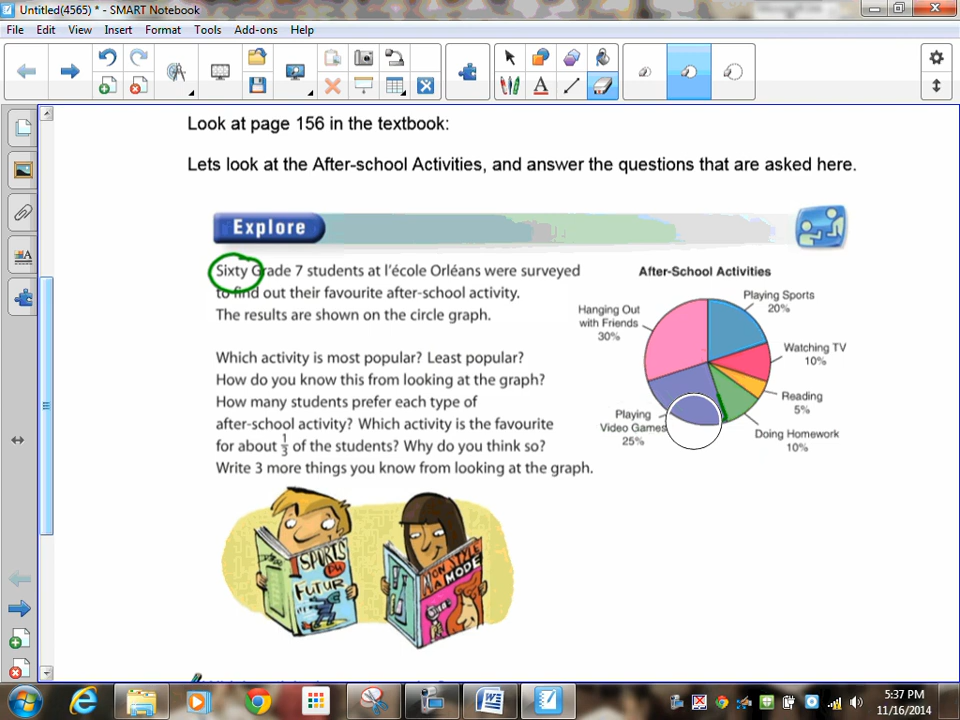 Untitled(4565) * - SMART Notebook
File Edit View Insert Format Tools Add-ons Help
Look at page 156 in the textbook:
Lets look at the After-school Activities, and answer the questions that are asked here.
Explore
Sixty Grade 7 students at l'école Orléans were surveyed
to find out their favourite after-school activity.
The results are shown on the circle graph.
Which activity is most popular? Least popular?
How do you know this from looking at the graph?
How many students prefer each type of
after-school activity? Which activity is the favourite
for about 1/3 of the students? Why do you think so?
Write 3 more things you know from looking at the graph.
After-School Activities
Playing Sports
20%
Hanging Out
with Friends
30%
Watching TV
10%
Reading
5%
Playing
Video Games
25%
Doing Homework
10%
SPORTS
DU
FUTUR
ON STYLE
A MODE
5:37 PM
11/16/2014